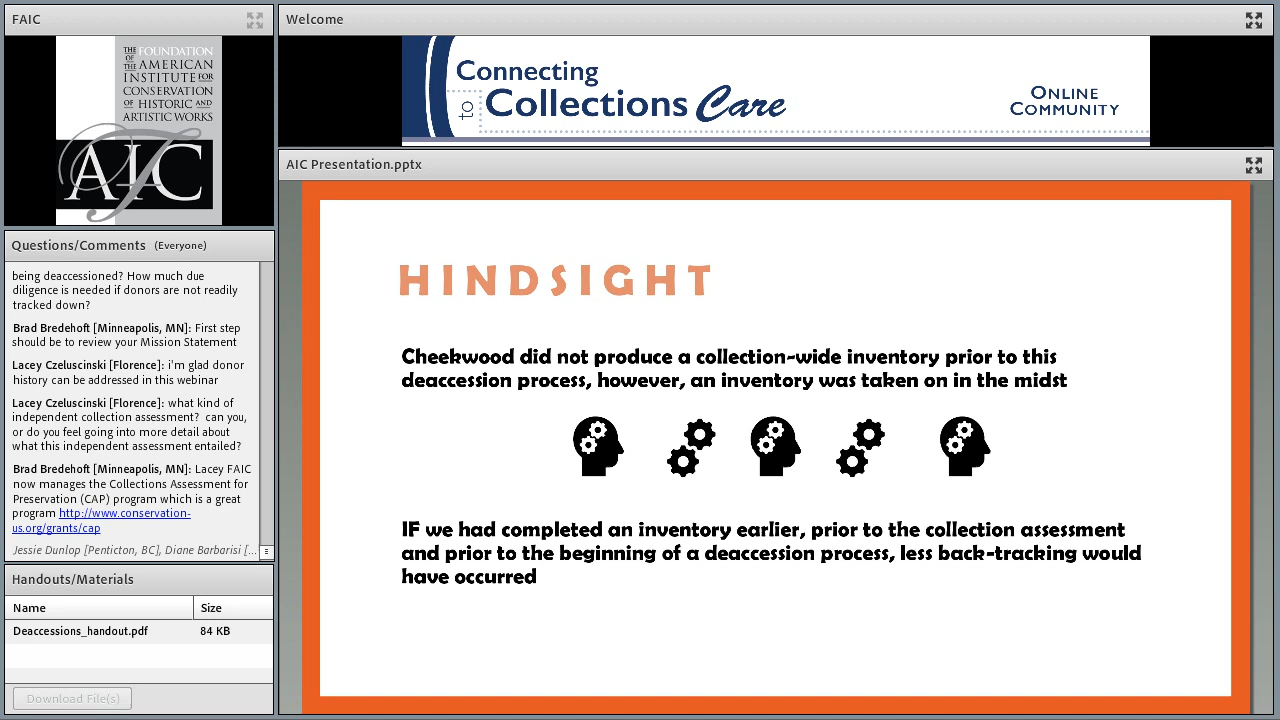 FAIC
THE FOUNDATION
OF THE AMERICAN
INSTITUTE FOR
CONSERVATION
OF HISTORIC AND
ARTISTIC WORKS
AIC
Questions/Comments (Everyone)
being deaccessioned? How much due
diligence is needed if donors are not readily
tracked down?
Brad Bredehoft [Minneapolis, MN]: First step
should be to review your Mission Statement
Lacey Czeluscinski [Florence]: i'm glad donor
history can be addressed in this webinar
Lacey Czeluscinski [Florence]: what kind of
independent collection assessment? can you,
or do you feel going into more detail about
what this independent assessment entailed?
Brad Bredehoft [Minneapolis, MN]: Lacey FAIC
now manages the Collections Assessment for
Preservation (CAP) program which is a great
program http://www.conservation-
us.org/grants/cap
Jessie Dunlop [Penticton, BC], Diane Barbarisi [...
Handouts/Materials
Name Size
Deaccessions_handout.pdf 84 KB
Download File(s)
Welcome
Connecting
to Collections Care
ONLINE
COMMUNITY
AIC Presentation.pptx
HINDSIGHT
Cheekwood did not produce a collection-wide inventory prior to this
deaccession process, however, an inventory was taken on in the midst
IF we had completed an inventory earlier, prior to the collection assessment
and prior to the beginning of a deaccession process, less back-tracking would
have occurred